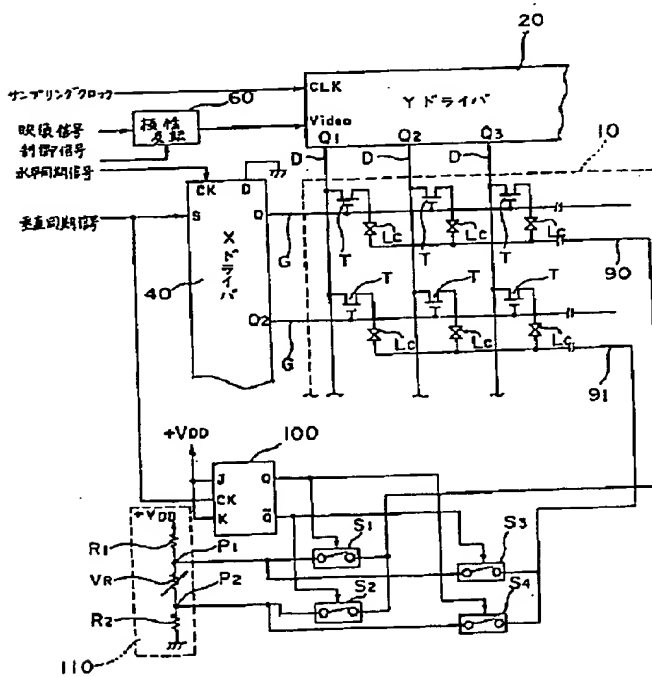 20
サンプリングクロック
CLK
60
Yドライバ
映像信号
極性反転
Video
制御信号
Q1 Q2 Q3
水平同期信号
D D D
10
CK D
垂直同期信号
S
Q
G
T T T
Lc Lc Lc
Xドライバ
90
40
T T T
Q2
G
Lc Lc Lc
91
+VDD
100
J Q
CK
K Q̅
+VDD
R1
P1
S1
S3
VR
P2
S2
S4
R2
110